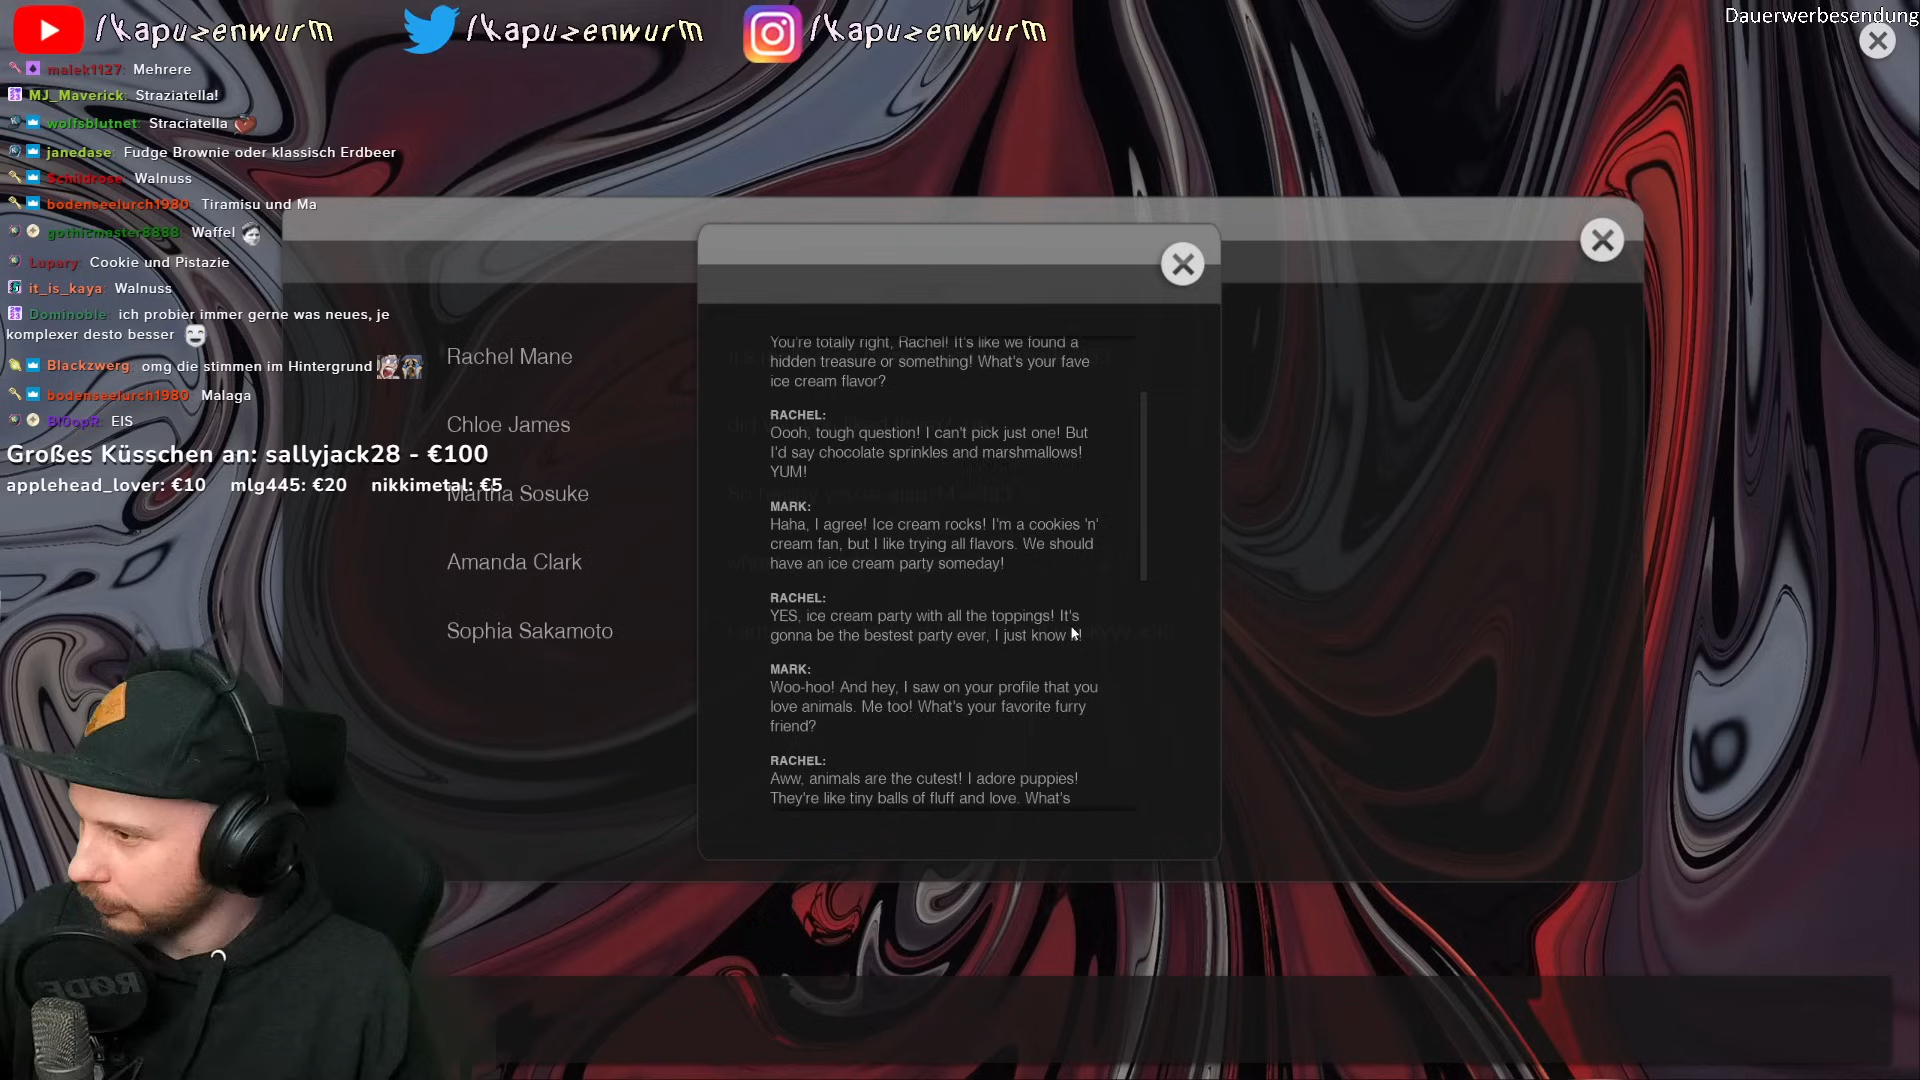 /kapuzenwurm
/kapuzenwurm
/kapuzenwurm
Dauerwerbesendung
malek1127: Mehrere
MJ_Maverick: Straziatella!
wolfsblutnet: Straciatella
janedase: Fudge Brownie oder klassisch Erdbeer
Schildrose: Walnuss
bodenseelurch1980: Tiramisu und Ma
gothicmaster8888: Waffel
Lupary: Cookie und Pistazie
it_is_kaya: Walnuss
Dominoble: ich probier immer gerne was neues, je
komplexer desto besser
Blackzwerg: omg die stimmen im Hintergrund
bodenseelurch1980: Malaga
EIS
Großes Küsschen an: sallyjack28 - €100
applehead_lover: €10 mlg445: €20 nikkimetal: €5
Rachel Mane
Chloe James
Martha Sosuke
Amanda Clark
Sophia Sakamoto
You're totally right, Rachel! It's like we found a
hidden treasure or something! What's your fave
ice cream flavor?
RACHEL:
Oooh, tough question! I can't pick just one! But
I'd say chocolate sprinkles and marshmallows!
YUM!
MARK:
Haha, I agree! Ice cream rocks! I'm a cookies 'n'
cream fan, but I like trying all flavors. We should
have an ice cream party someday!
RACHEL:
YES, ice cream party with all the toppings! It's
gonna be the bestest party ever, I just know
MARK:
Woo-hoo! And hey, I saw on your profile that you
love animals. Me too! What's your favorite furry
friend?
RACHEL:
Aww, animals are the cutest! I adore puppies!
They're like tiny balls of fluff and love. What's
RØDE